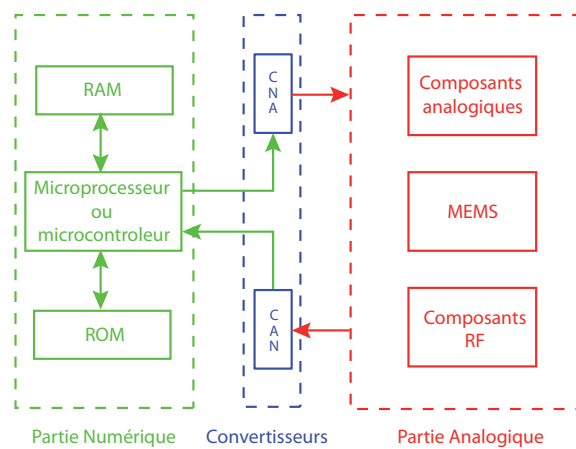 RAM
Microprocesseur
ou
microcontroleur
ROM
C
N
A
C
A
N
Composants
analogiques
MEMS
Composants
RF
Partie Numérique
Convertisseurs
Partie Analogique